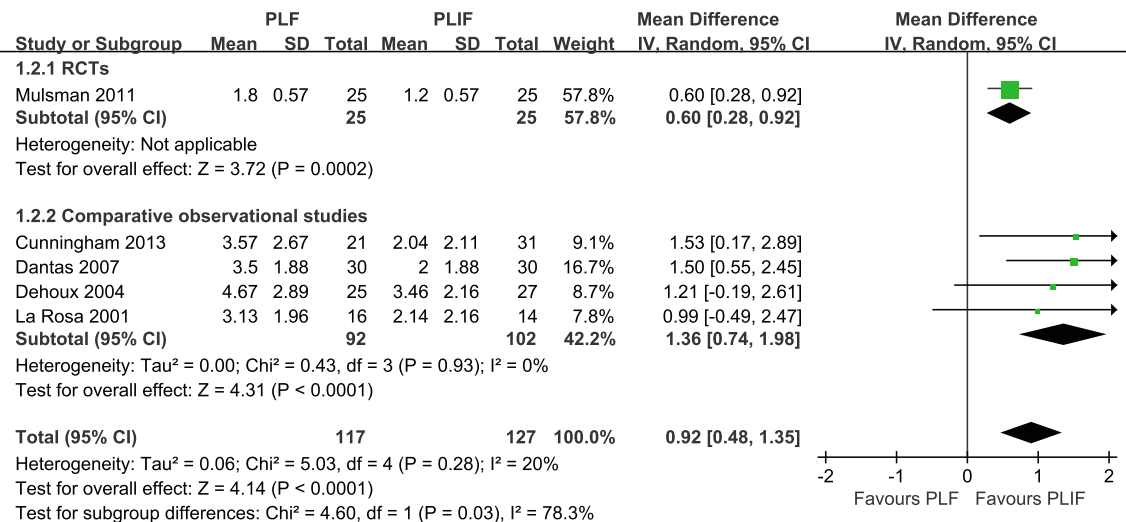 PLF PLIF Mean Difference Mean Difference
Study or Subgroup Mean SD Total Mean SD Total Weight IV, Random, 95% CI IV, Random, 95% CI
1.2.1 RCTs
Mulsman 2011 1.8 0.57 25 1.2 0.57 25 57.8% 0.60 [0.28, 0.92]
Subtotal (95% CI) 25 25 57.8% 0.60 [0.28, 0.92]
Heterogeneity: Not applicable
Test for overall effect: Z = 3.72 (P = 0.0002)
1.2.2 Comparative observational studies
Cunningham 2013 3.57 2.67 21 2.04 2.11 31 9.1% 1.53 [0.17, 2.89]
Dantas 2007 3.5 1.88 30 2 1.88 30 16.7% 1.50 [0.55, 2.45]
Dehoux 2004 4.67 2.89 25 3.46 2.16 27 8.7% 1.21 [-0.19, 2.61]
La Rosa 2001 3.13 1.96 16 2.14 2.16 14 7.8% 0.99 [-0.49, 2.47]
Subtotal (95% CI) 92 102 42.2% 1.36 [0.74, 1.98]
Heterogeneity: Tau² = 0.00; Chi² = 0.43, df = 3 (P = 0.93); I² = 0%
Test for overall effect: Z = 4.31 (P < 0.0001)
Total (95% CI) 117 127 100.0% 0.92 [0.48, 1.35]
Heterogeneity: Tau² = 0.06; Chi² = 5.03, df = 4 (P = 0.28); I² = 20%
Test for overall effect: Z = 4.14 (P < 0.0001)
Test for subgroup differences: Chi² = 4.60, df = 1 (P = 0.03), I² = 78.3%
-2 -1 0 1 2
Favours PLF Favours PLIF